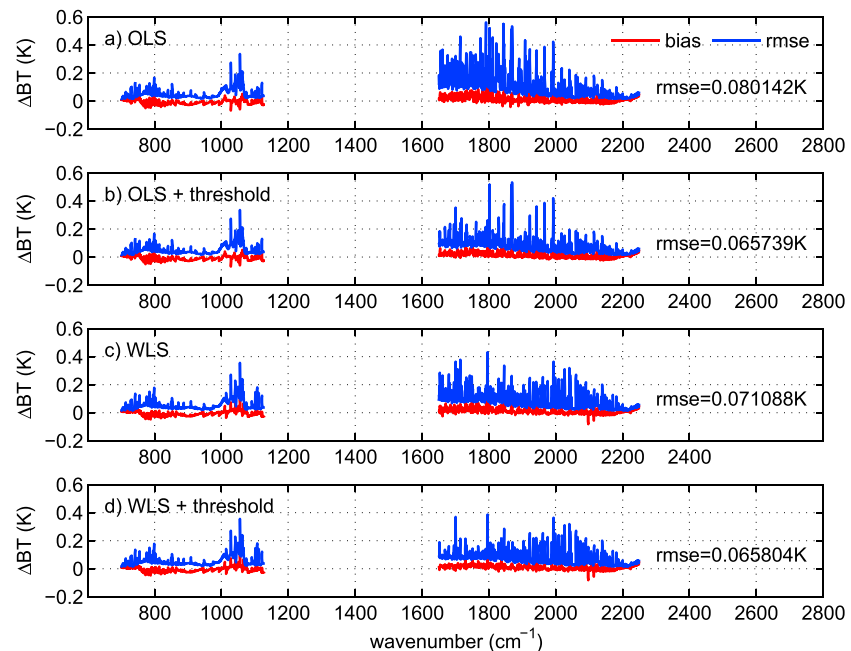 0.6
a) OLS
bias
rmse
0.4
ΔBT (K)
0.2
rmse=0.080142K
0
−0.2
800 1000 1200 1400 1600 1800 2000 2200 2400 2600 2800
0.6
b) OLS + threshold
0.4
ΔBT (K)
0.2
rmse=0.065739K
0
−0.2
800 1000 1200 1400 1600 1800 2000 2200 2400 2800
0.6
c) WLS
0.4
ΔBT (K)
0.2
rmse=0.071088K
0
−0.2
800 1000 1200 1400 1600 1800 2000 2200 2400
0.6
d) WLS + threshold
0.4
ΔBT (K)
0.2
rmse=0.065804K
0
−0.2
800 1000 1200 1400 1600 1800 2000 2200 2400 2600 2800
wavenumber (cm⁻¹)